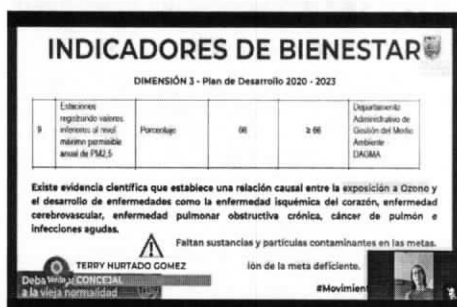 INDICADORES DE BIENESTAR
DIMENSIÓN 3 - Plan de Desarrollo 2020 - 2023
9 Estaciones registrando valores inferiores al nivel máximo permisible anual de PM2,5 Porcentaje 66 ≥ 66 Departamento Administrativo de Gestión del Medio Ambiente - DAGMA
Existe evidencia científica que establece una relación causal entre la exposición a Ozono y
el desarrollo de enfermedades como la enfermedad isquémica del corazón, enfermedad
cerebrovascular, enfermedad pulmonar obstructiva crónica, cáncer de pulmón e
infecciones agudas.
Faltan sustancias y partículas contaminantes en las metas.
TERRY HURTADO GOMEZ
ión de la meta deficiente.
CONCEJAL
a la vieja normalidad
#Movimien